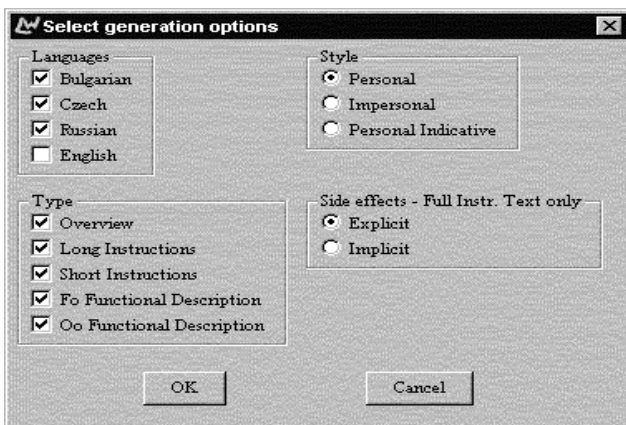 Select generation options
Languages
Bulgarian
Czech
Russian
English
Style
Personal
Impersonal
Personal Indicative
Type
Overview
Long Instructions
Short Instructions
Fo Functional Description
Oo Functional Description
Side effects - Full Instr. Text only
Explicit
Implicit
OK
Cancel